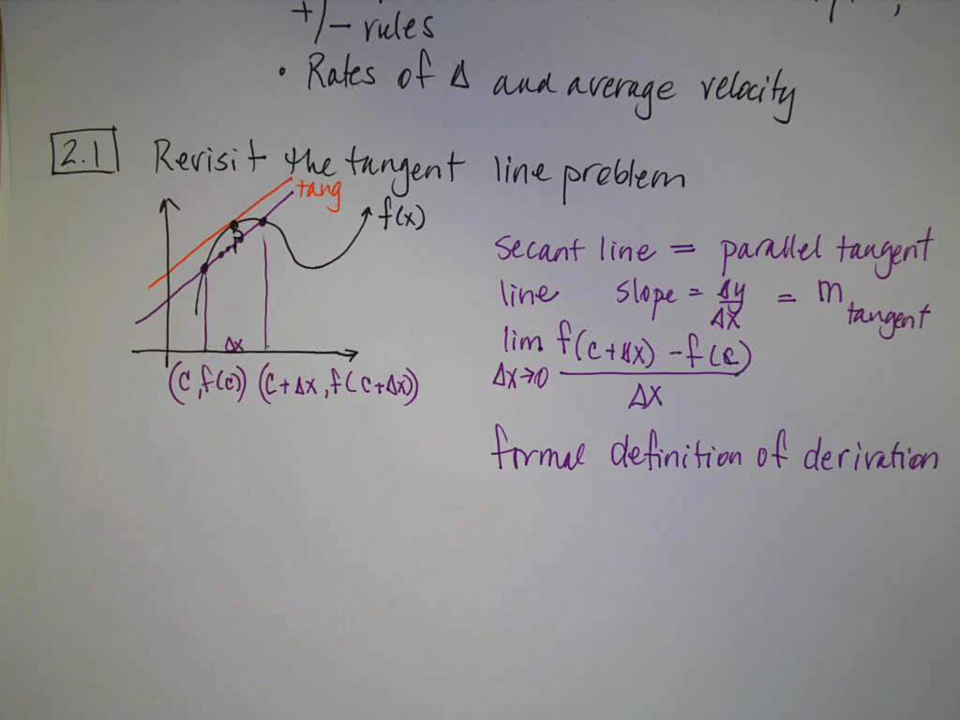 +/- rules
• Rates of Δ and average velocity
2.1 Revisit the tangent line problem
tang
f(x)
Δx
(c, f(c)) (c+Δx, f(c+Δx))
secant line = parallel tangent
line slope = Δy/Δx = m tangent
lim Δx→0 f(c+Δx) - f(c) / Δx
formal definition of derivation